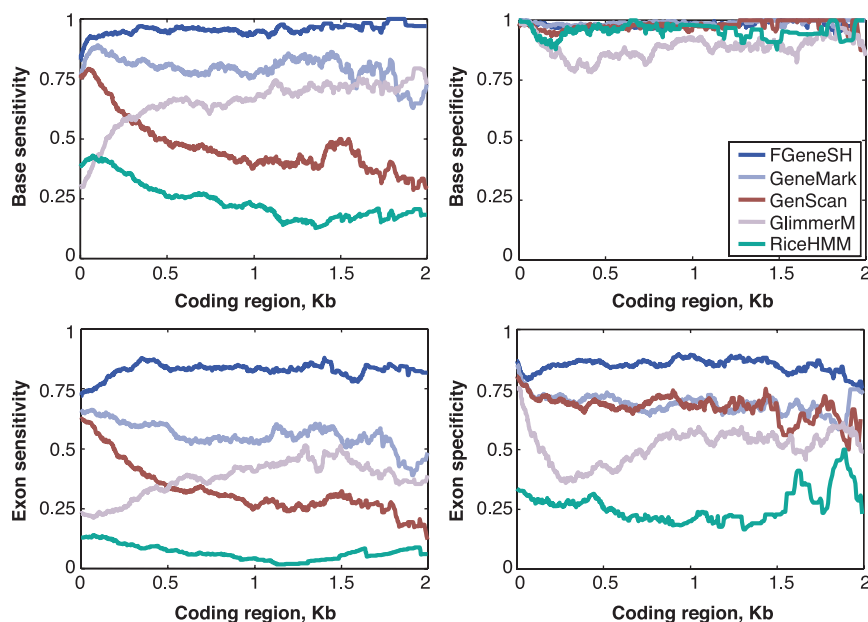 Base sensitivity
1
0.75
0.5
0.25
0
0 0.5 1 1.5 2
Coding region, Kb
Base specificity
1
0.75
0.5
0.25
0
FGeneSH
GeneMark
GenScan
GlimmerM
RiceHMM
0 0.5 1 1.5 2
Coding region, Kb
Exon sensitivity
1
0.75
0.5
0.25
0
0 0.5 1 1.5 2
Coding region, Kb
Exon specificity
1
0.75
0.5
0.25
0
0 0.5 1 1.5 2
Coding region, Kb